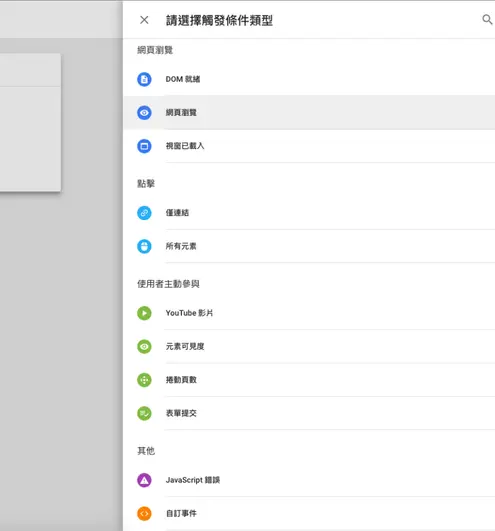 請選擇觸發條件類型
網頁瀏覽
DOM 就緒
網頁瀏覽
視窗已載入
點擊
僅連結
所有元素
使用者主動參與
YouTube 影片
元素可見度
捲動頁數
表單提交
其他
JavaScript 錯誤
自訂事件